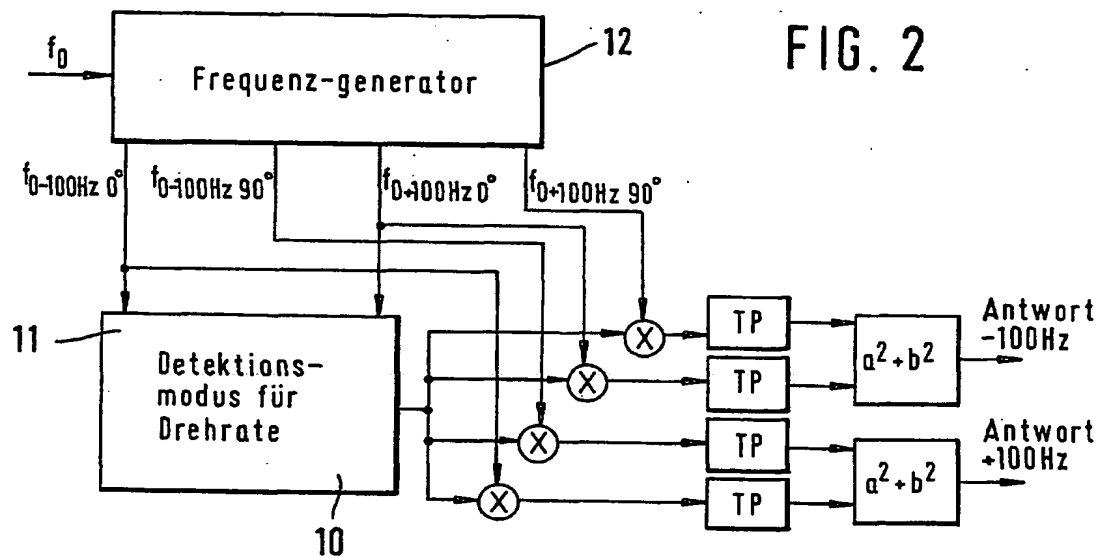 FIG. 2
12
f0
Frequenz-generator
f0-100Hz 0°
f0-100Hz 90°
f0+100Hz 0°
f0+100Hz 90°
11
Detektions-
modus für
Drehrate
10
X
X
X
X
TP
TP
TP
TP
a²+b²
a²+b²
Antwort
-100Hz
Antwort
+100Hz